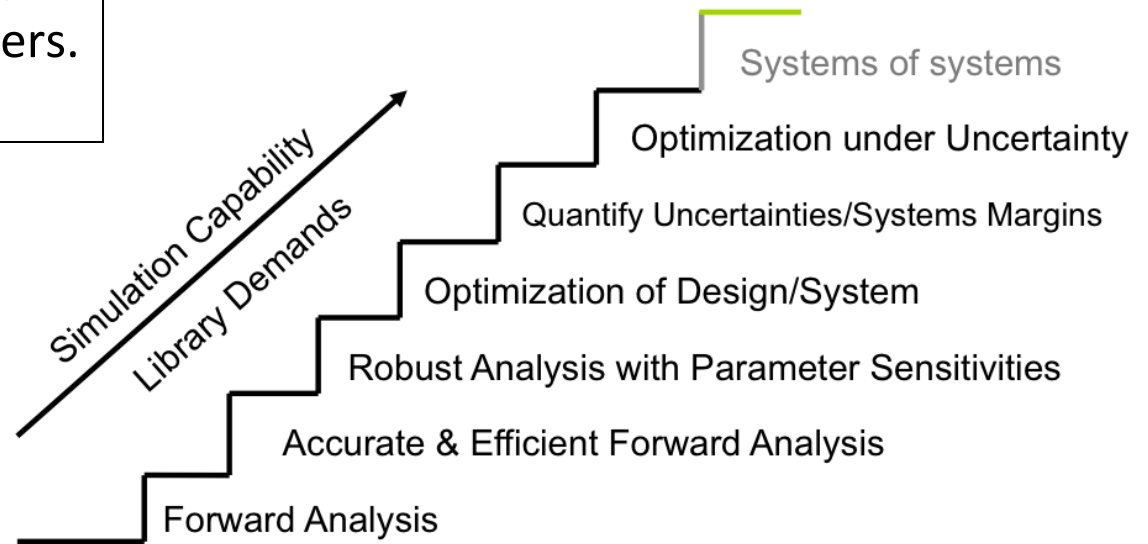 ers.
Systems of systems
Optimization under Uncertainty
Simulation Capability
Library Demands
Quantify Uncertainties/Systems Margins
Optimization of Design/System
Robust Analysis with Parameter Sensitivities
Accurate & Efficient Forward Analysis
Forward Analysis